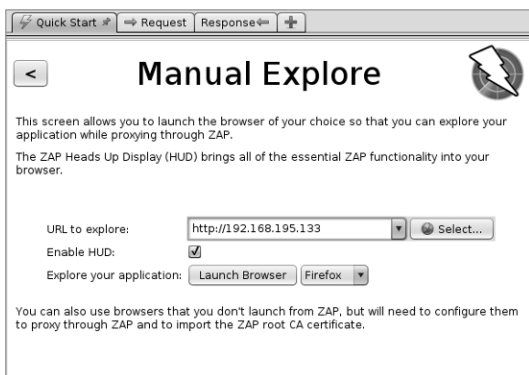 Quick Start Request Response
<
Manual Explore
This screen allows you to launch the browser of your choice so that you can explore your
application while proxying through ZAP.
The ZAP Heads Up Display (HUD) brings all of the essential ZAP functionality into your
browser.
URL to explore: http://192.168.195.133 Select...
Enable HUD:
Explore your application: Launch Browser Firefox
You can also use browsers that you don't launch from ZAP, but will need to configure them
to proxy through ZAP and to import the ZAP root CA certificate.